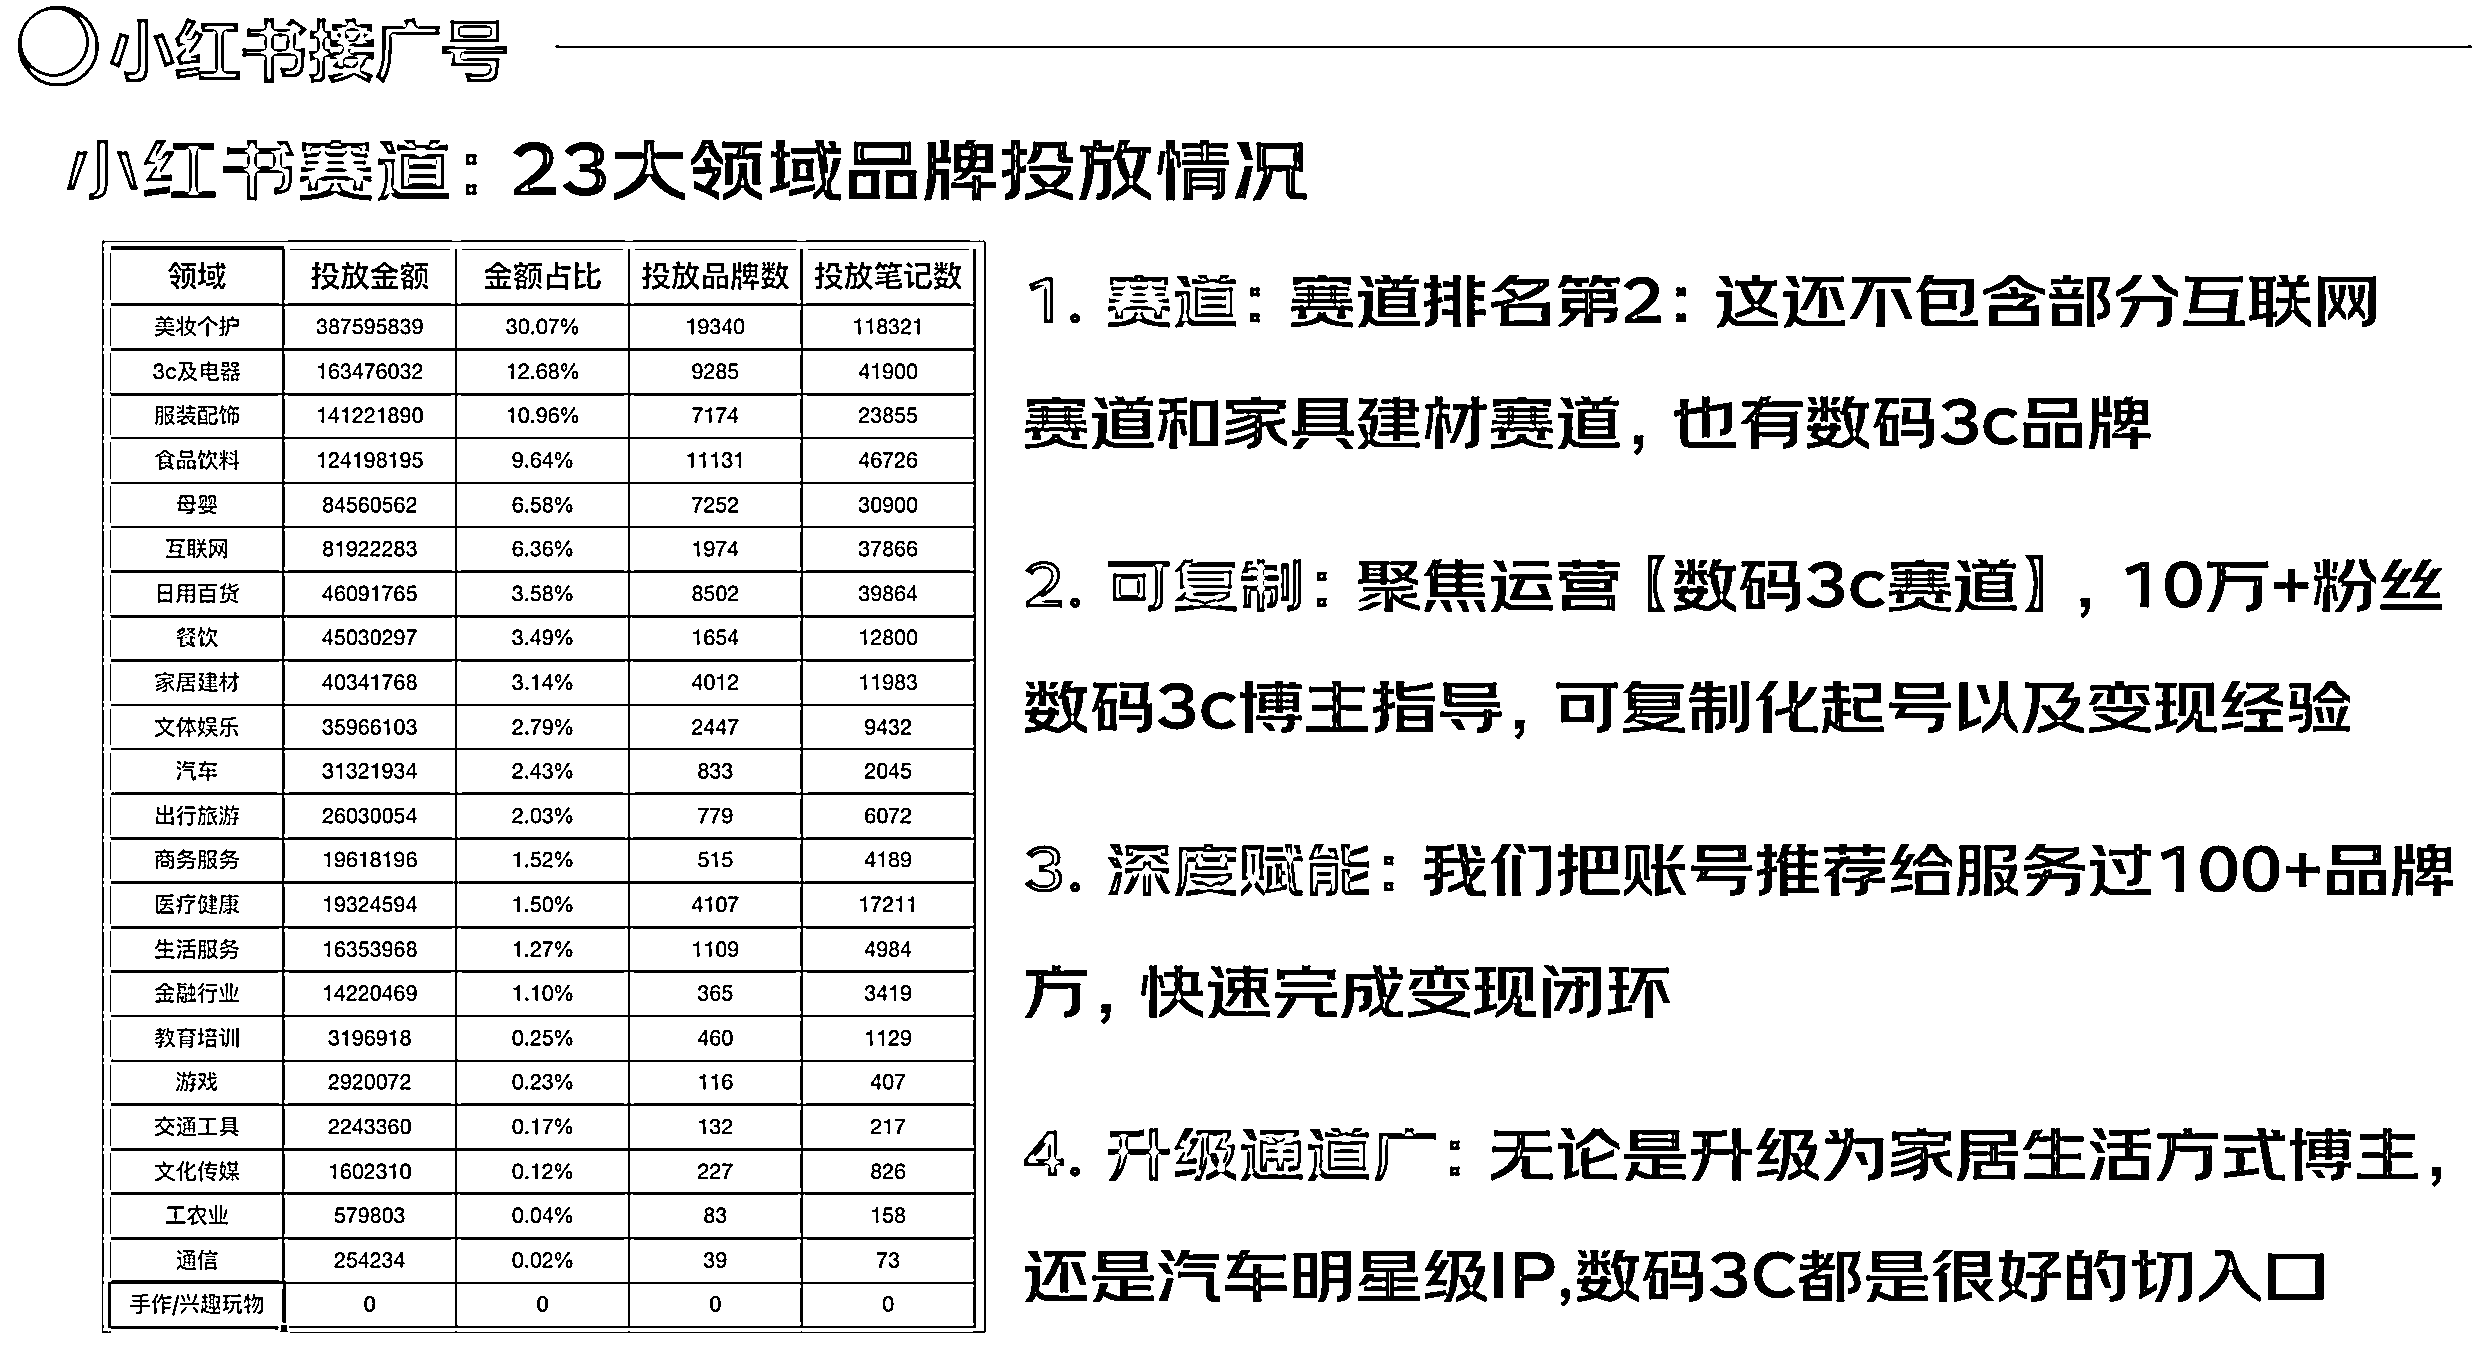 小红书接广号
小红书赛道：23大领域品牌投放情况
领域 投放金额 金额占比 投放品牌数 投放笔记数
美妆个护 387595839 30.07% 19340 118321
3c及电器 163476032 12.68% 9285 41900
服装配饰 141221890 10.96% 7174 23855
食品饮料 124198195 9.64% 11131 46726
母婴 84560562 6.58% 7252 30900
互联网 81922283 6.36% 1974 37866
日用百货 46091765 3.58% 8502 39864
餐饮 45030297 3.49% 1654 12800
家居建材 40341768 3.14% 4012 11983
文体娱乐 35966103 2.79% 2447 9432
汽车 31321934 2.43% 833 2045
出行旅游 26030054 2.03% 779 6072
商务服务 19618196 1.52% 515 4189
医疗健康 19324594 1.50% 4107 17211
生活服务 16353968 1.27% 1109 4984
金融行业 14220469 1.10% 365 3419
教育培训 3196918 0.25% 460 1129
游戏 2920072 0.23% 116 407
交通工具 2243360 0.17% 132 217
文化传媒 1602310 0.12% 227 826
工农业 579803 0.04% 83 158
通信 254234 0.02% 39 73
手作/兴趣玩物 0 0 0 0
1. 赛道：赛道排名第2：这还不包含部分互联网
赛道和家具建材赛道，也有数码3c品牌
2. 可复制：聚焦运营【数码3c赛道】，10万+粉丝
数码3c博主指导，可复制化起号以及变现经验
3. 深度赋能：我们把账号推荐给服务过100+品牌
方，快速完成变现闭环
4. 升级通道广：无论是升级为家居生活方式博主，
还是汽车明星级IP,数码3C都是很好的切入口